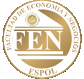 FACULTAD DE ECONOMÍA Y NEGOCIOS
FEN
ESPOL